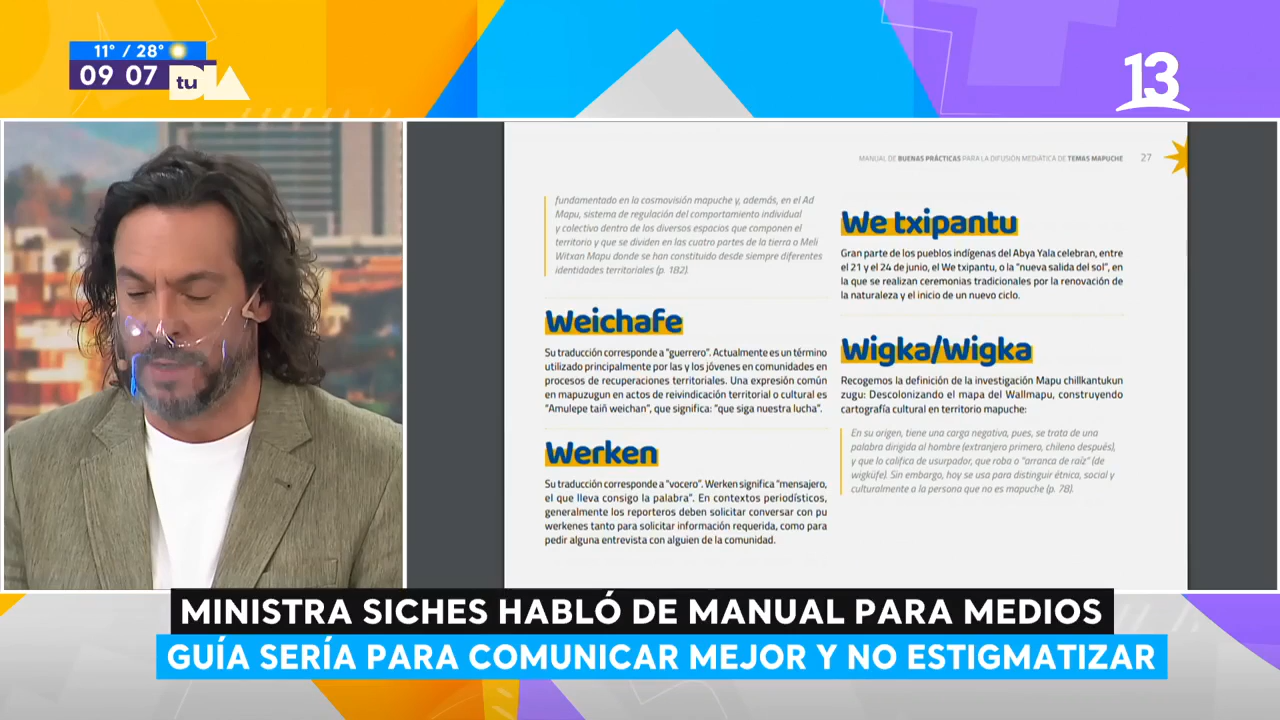 11° / 28°
09 07
tu DIA
13
MANUAL DE BUENAS PRÁCTICAS PARA LA DIFUSIÓN MEDIÁTICA DE TEMAS MAPUCHE 27
fundamentado en la cosmovisión mapuche y, además, en el Ad
Mapu, sistema de regulación del comportamiento individual
y colectivo dentro de los diversos espacios que componen el
territorio y que se dividen en las cuatro partes de la tierra o Meli
Witxan Mapu donde se han constituido desde siempre diferentes
identidades territoriales (p. 182).
Weichafe
Su traducción corresponde a "guerrero". Actualmente es un término
utilizado principalmente por las y los jóvenes en comunidades en
procesos de recuperaciones territoriales. Una expresión común
en mapuzugun en actos de reivindicación territorial o cultural es
"Amulepe taiñ weichan", que significa: "que siga nuestra lucha".
Werken
Su traducción corresponde a "vocero". Werken significa "mensajero,
el que lleva consigo la palabra". En contextos periodísticos,
generalmente los reporteros deben solicitar conversar con pu
werkenes tanto para solicitar información requerida, como para
pedir alguna entrevista con alguien de la comunidad.
We txipantu
Gran parte de los pueblos indígenas del Abya Yala celebran, entre
el 21 y el 24 de junio, el We txipantu, o la "nueva salida del sol", en
la que se realizan ceremonias tradicionales por la renovación de
la naturaleza y el inicio de un nuevo ciclo.
Wigka/Wigka
Recogemos la definición de la investigación Mapu chillkantukun
zugu: Descolonizando el mapa del Wallmapu, construyendo
cartografía cultural en territorio mapuche:
En su origen, tiene una carga negativa, pues, se trata de una
palabra dirigida al hombre (extranjero primero, chileno después),
y que lo califica de usurpador, que roba o "arranca de raíz" (de
wigküfe). Sin embargo, hoy se usa para distinguir étnica, social y
culturalmente a la persona que no es mapuche (p. 78).
MINISTRA SICHES HABLÓ DE MANUAL PARA MEDIOS
GUÍA SERÍA PARA COMUNICAR MEJOR Y NO ESTIGMATIZAR